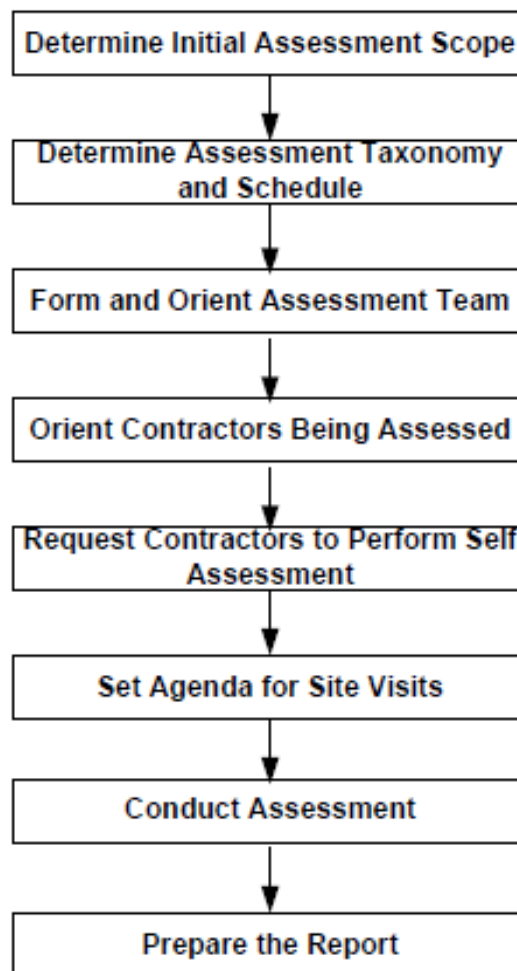 Determine Initial Assessment Scope
Determine Assessment Taxonomy
and Schedule
Form and Orient Assessment Team
Orient Contractors Being Assessed
Request Contractors to Perform Self
Assessment
Set Agenda for Site Visits
Conduct Assessment
Prepare the Report